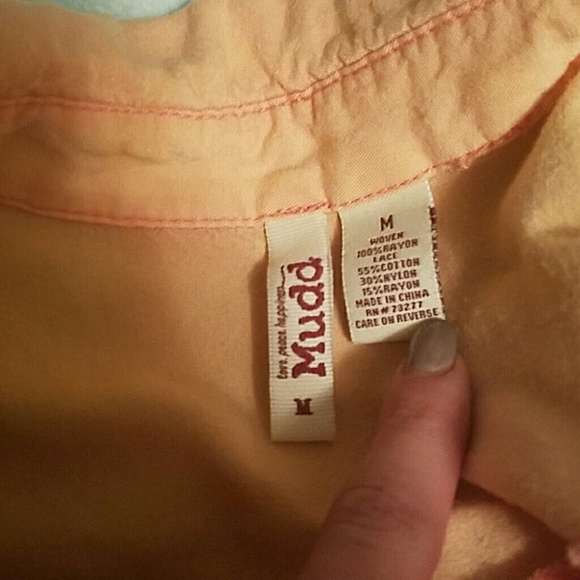 love, peace, happiness
Mudd
M
M
WOVEN
100%RAYON
LACE
55%COTTON
30%NYLON
15%RAYON
MADE IN CHINA
RN# 73277
CARE ON REVERSE